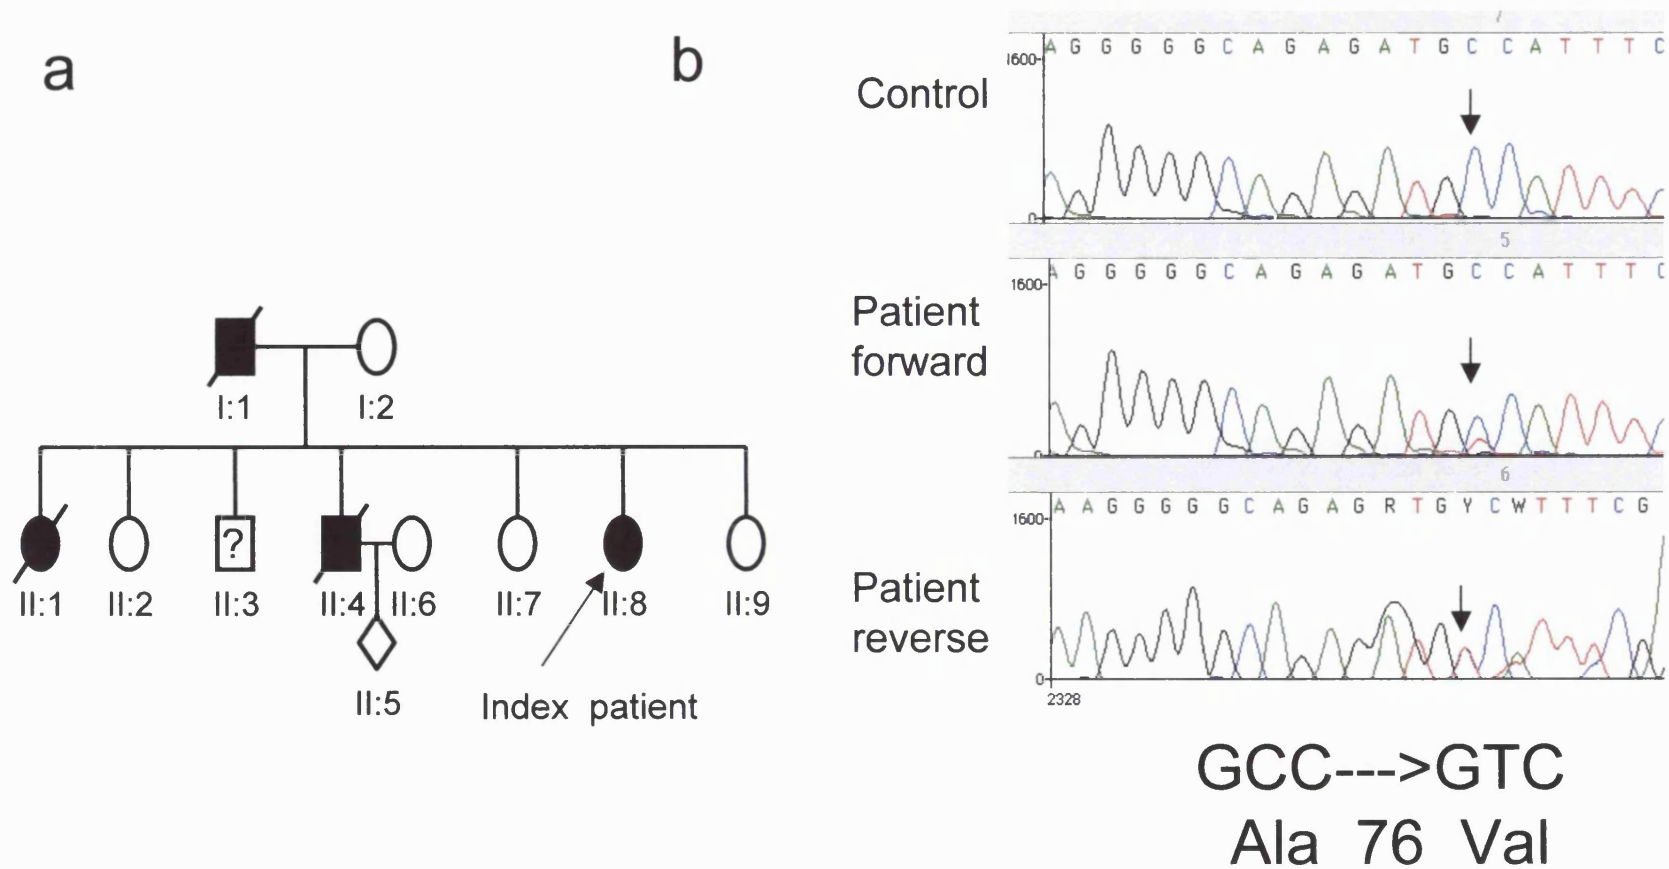 a
I:1 I:2
?
II:1 II:2 II:3 II:4 II:6 II:7 II:8 II:9
II:5
Index patient
b
Control
A G G G G G C A G A G A T G C C A T T T C
1600-
0
5
Patient
forward
A G G G G G C A G A G A T G C C A T T T C
1600-
0
6
Patient
reverse
A A G G G G G C A G A G R T G Y C W T T T C G
1600-
0
2328
GCC--->GTC
Ala 76 Val